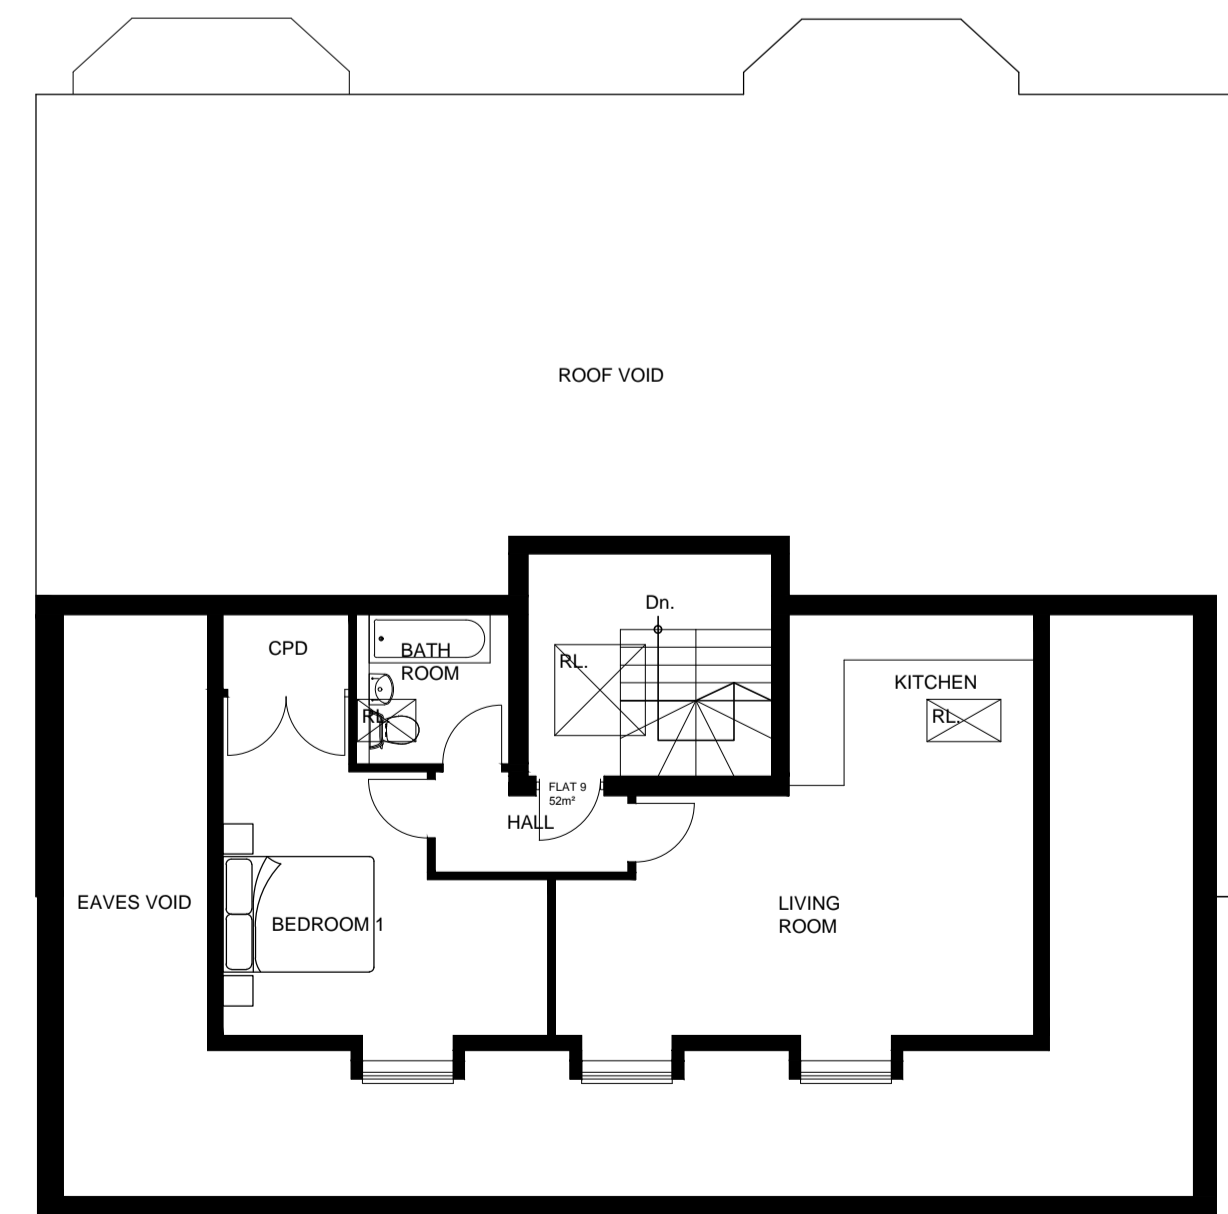 ROOF VOID
Dn.
CPD
BATH
ROOM
RL.
KITCHEN
RL.
RL.
FLAT 9
52m²
HALL
EAVES VOID
BEDROOM 1
LIVING
ROOM